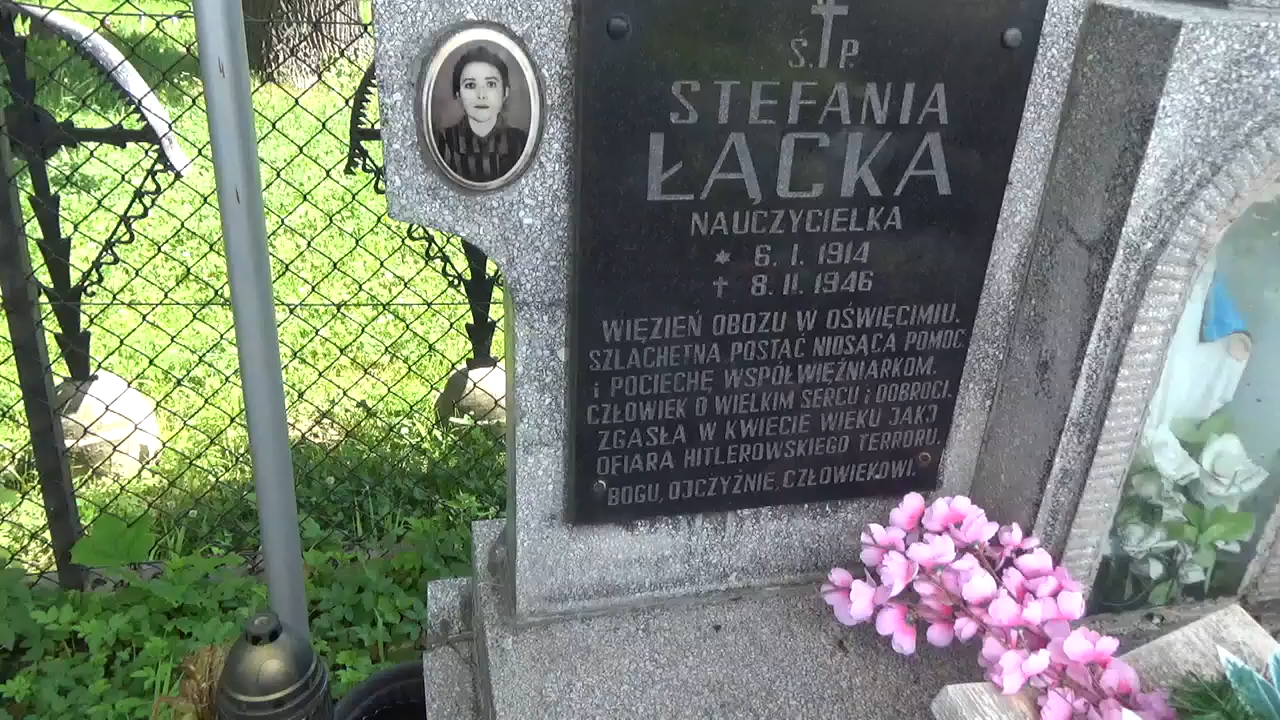 Ś. P.
STEFANIA
ŁĄCKA
NAUCZYCIELKA
* 6. I. 1914
† 8. II. 1946
WIĘZIEŃ OBOZU W OŚWIĘCIMIU.
SZLACHETNA POSTAĆ NIOSĄCA POMOC
i POCIECHĘ WSPÓŁWIĘŹNIARKOM.
CZŁOWIEK O WIELKIM SERCU i DOBROCI.
ZGASŁA W KWIECIE WIEKU JAKO
OFIARA HITLEROWSKIEGO TERRORU.
BOGU, OJCZYŹNIE, CZŁOWIEKOWI.